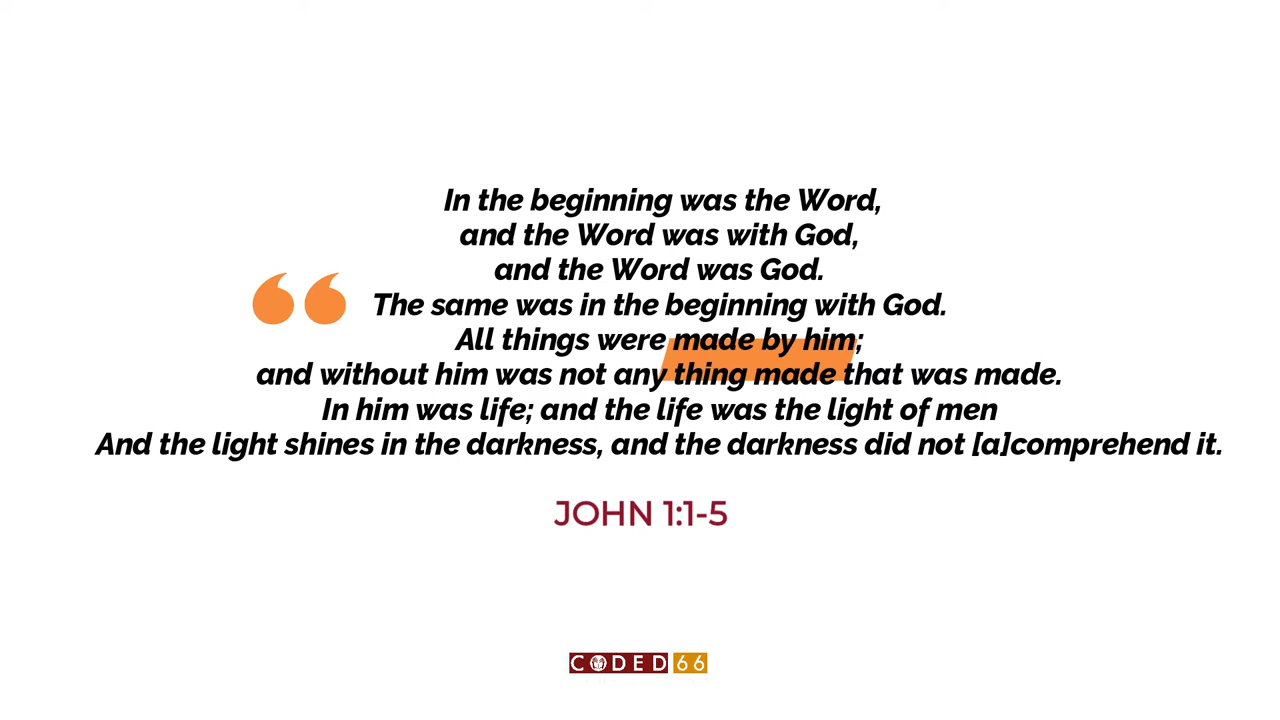 In the beginning was the Word,
and the Word was with God,
and the Word was God.
The same was in the beginning with God.
All things were made by him;
and without him was not any thing made that was made.
In him was life; and the life was the light of men
And the light shines in the darkness, and the darkness did not [a]comprehend it.
JOHN 1:1-5
CODED 66